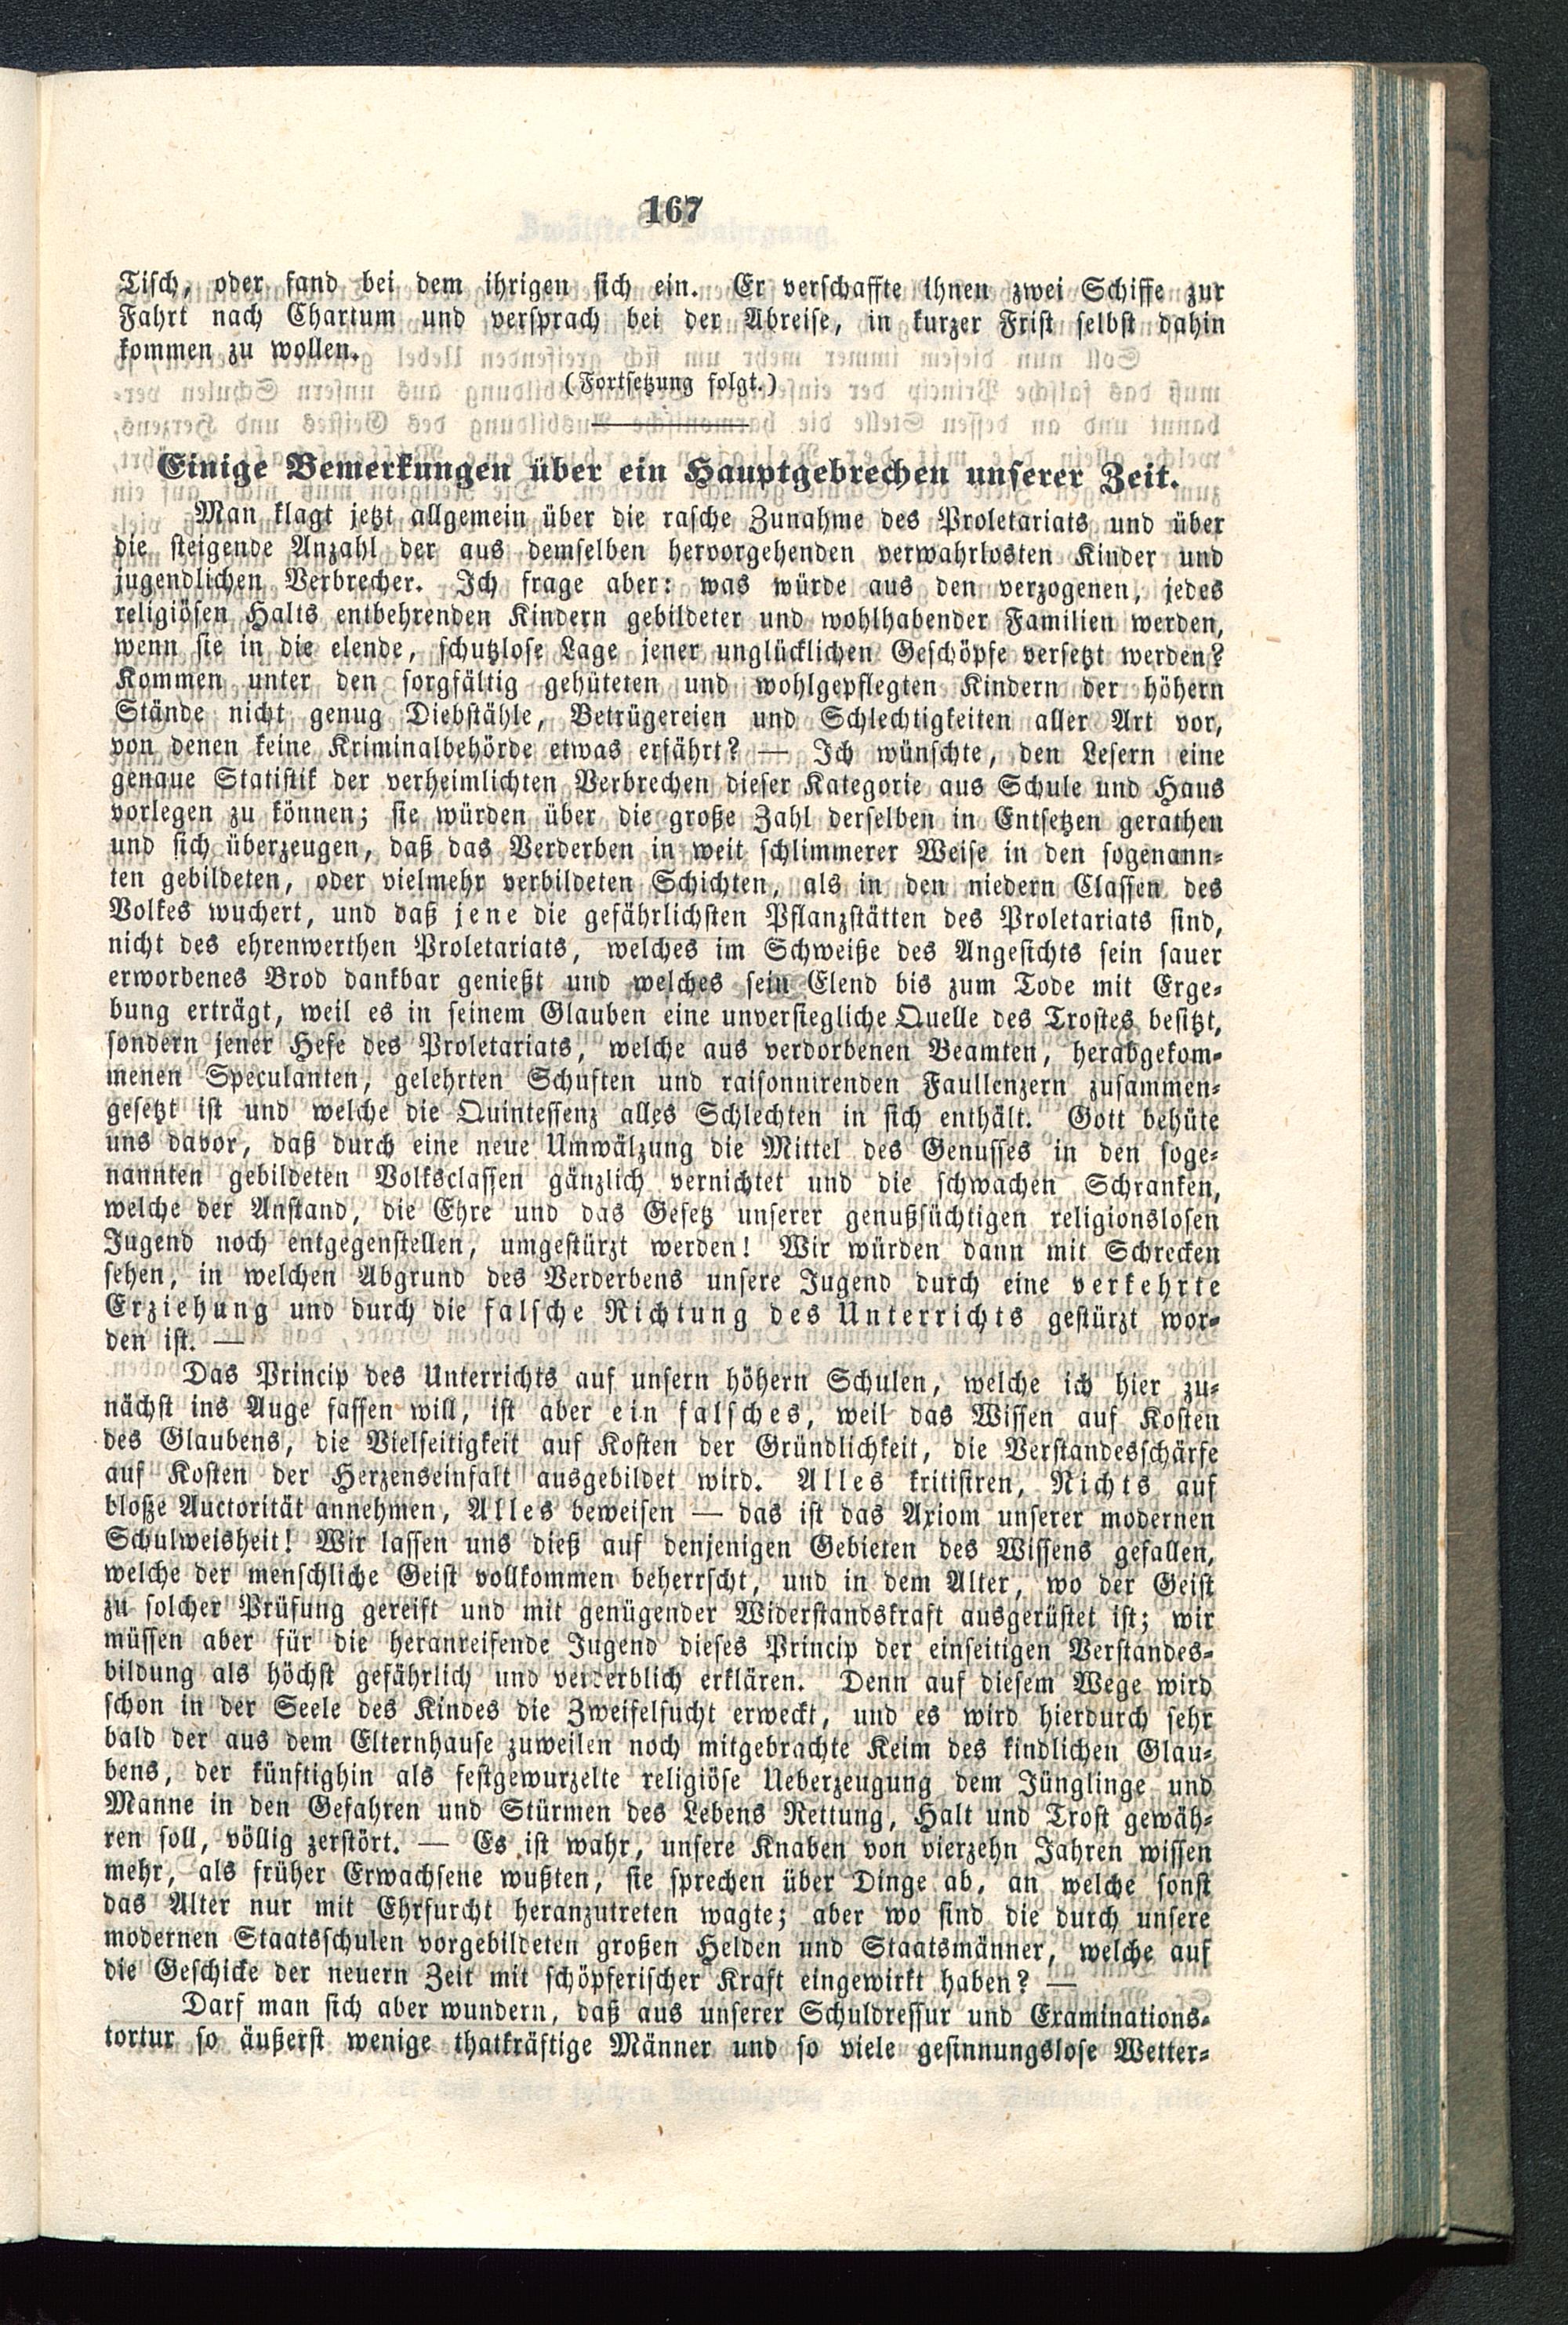 167
Tisch, oder fand bei dem ihrigen sich ein. Er verschaffte ihnen zwei Schiffe zur
Fahrt nach Chartum und versprach bei der Abreise, in kurzer Frist selbst dahin
kommen zu wollen.
(Fortsetzung folgt.)
Einige Bemerkungen über ein Hauptgebrechen unserer Zeit.
Man klagt jetzt allgemein über die rasche Zunahme des Proletariats und über
die steigende Anzahl der aus demselben hervorgehenden verwahrlosten Kinder und
jugendlichen Verbrecher. Ich frage aber: was würde aus den verzogenen, jedes
religiösen Halts entbehrenden Kindern gebildeter und wohlhabender Familien werden,
wenn sie in die elende, schutzlose Lage jener unglücklichen Geschöpfe versetzt werden?
Kommen unter den sorgfältig gehüteten und wohlgepflegten Kindern der höhern
Stände nicht genug Diebstähle, Betrügereien und Schlechtigkeiten aller Art vor,
von denen keine Kriminalbehörde etwas erfährt? — Ich wünschte, den Lesern eine
genaue Statistik der verheimlichten Verbrechen dieser Kategorie aus Schule und Haus
vorlegen zu können; sie würden über die große Zahl derselben in Entsetzen gerathen
und sich überzeugen, daß das Verderben in weit schlimmerer Weise in den sogenann-
ten gebildeten, oder vielmehr verbildeten Schichten, als in den niedern Classen des
Volkes wuchert, und daß jene die gefährlichsten Pflanzstätten des Proletariats sind,
nicht des ehrenwerthen Proletariats, welches im Schweiße des Angesichts sein sauer
erworbenes Brod dankbar genießt und welches sein Elend bis zum Tode mit Erge-
bung erträgt, weil es in seinem Glauben eine unversiegliche Quelle des Trostes besitzt,
sondern jener Hefe des Proletariats, welche aus verdorbenen Beamten, herabgekom-
menen Speculanten, gelehrten Schuften und raisonnirenden Faullenzern zusammen-
gesetzt ist und welche die Quintessenz alles Schlechten in sich enthält. Gott behüte
uns davor, daß durch eine neue Umwälzung die Mittel des Genusses in den soge-
nannten gebildeten Volksclassen gänzlich vernichtet und die schwachen Schranken,
welche der Anstand, die Ehre und das Gesetz unserer genußsüchtigen religionslosen
Jugend noch entgegenstellen, umgestürzt werden! Wir würden dann mit Schrecken
sehen, in welchen Abgrund des Verderbens unsere Jugend durch eine verkehrte
Erziehung und durch die falsche Richtung des Unterrichts gestürzt wor-
den ist. —
Das Princip des Unterrichts auf unsern höhern Schulen, welche ich hier zu-
nächst ins Auge fassen will, ist aber ein falsches, weil das Wissen auf Kosten
des Glaubens, die Vielseitigkeit auf Kosten der Gründlichkeit, die Verstandesschärfe
auf Kosten der Herzenseinfalt ausgebildet wird. Alles kritisiren, Nichts auf
bloße Auctorität annehmen, Alles beweisen — das ist das Axiom unserer modernen
Schulweisheit! Wir lassen uns dieß auf denjenigen Gebieten des Wissens gefallen,
welche der menschliche Geist vollkommen beherrscht, und in dem Alter, wo der Geist
zu solcher Prüfung gereift und mit genügender Widerstandskraft ausgerüstet ist; wir
müssen aber für die heranreifende Jugend dieses Princip der einseitigen Verstandes-
bildung als höchst gefährlich und verderblich erklären. Denn auf diesem Wege wird
schon in der Seele des Kindes die Zweifelsucht erweckt, und es wird hierdurch sehr
bald der aus dem Elternhause zuweilen noch mitgebrachte Keim des kindlichen Glau-
bens, der künftighin als festgewurzelte religiöse Ueberzeugung dem Jünglinge und
Manne in den Gefahren und Stürmen des Lebens Rettung, Halt und Trost gewäh-
ren soll, völlig zerstört. — Es ist wahr, unsere Knaben von vierzehn Jahren wissen
mehr, als früher Erwachsene wußten, sie sprechen über Dinge ab, an welche sonst
das Alter nur mit Ehrfurcht heranzutreten wagte; aber wo sind die durch unsere
modernen Staatsschulen vorgebildeten großen Helden und Staatsmänner, welche auf
die Geschicke der neuern Zeit mit schöpferischer Kraft eingewirkt haben? —
Darf man sich aber wundern, daß aus unserer Schuldressur und Examinations-
tortur so äußerst wenige thatkräftige Männer und so viele gesinnungslose Wetter-